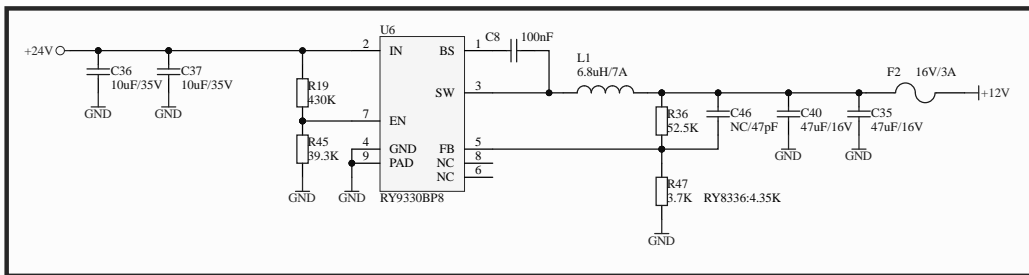 U6
+24V
2
IN
BS
1
C8
100nF
C36
10uF/35V
C37
10uF/35V
GND
GND
R19
430K
SW
3
L1
6.8uH/7A
F2
16V/3A
+12V
7
EN
R36
52.5K
C46
NC/47pF
C40
47uF/16V
C35
47uF/16V
R45
39.3K
4
GND
FB
5
9
PAD
NC
8
NC
6
GND
GND
GND
GND
RY9330BP8
R47
3.7K
RY8336:4.35K
GND